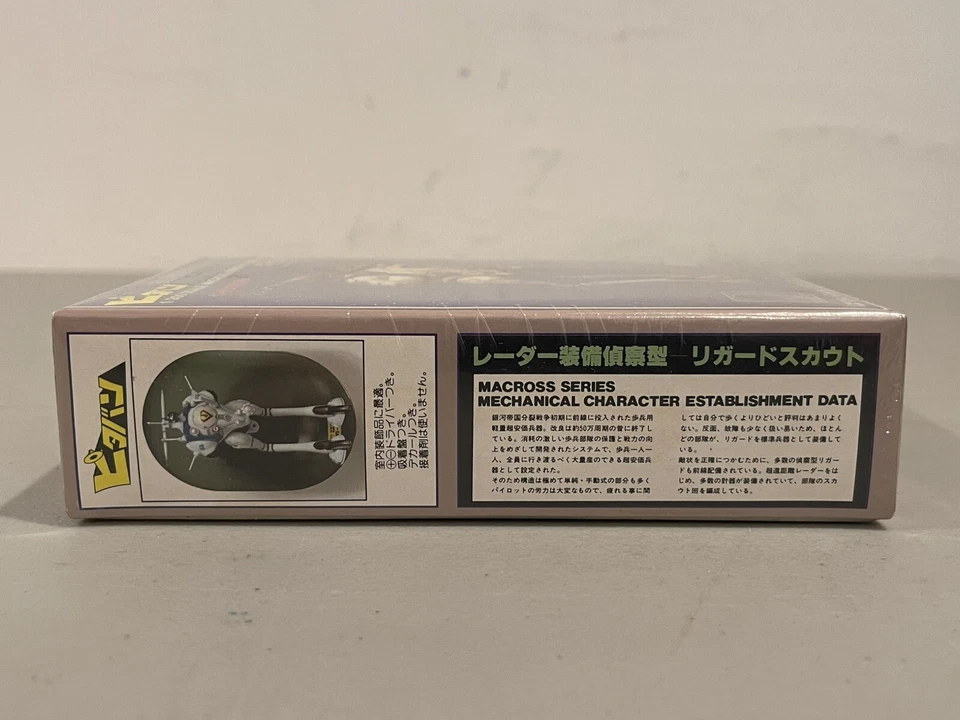 ピジョン
室内装飾品に最適。
⊕⊖ドライバーつき。
吸着盤つき。
デカールつき。
接着剤は使いません。
レーダー装備偵察型 リガードスカウト
MACROSS SERIES
MECHANICAL CHARACTER ESTABLISHMENT DATA
銀河帝国分裂戦争初期に前線に投入された歩兵用
軽量超安価兵器。改良は約50万周期の昔に終了し
ている。消耗の激しい歩兵部隊の保護と戦力の向
上をめざして開発されたシステムで、歩兵一人一
人、全員に行き渡るべく大量産のできる超安価兵
器として設定された。
そのため構造は極めて単純・手動式の部分も多く
パイロットの労力は大変なもので、疲れる事に関
しては自分で歩くよりひどいと評判はあまりよく
ない。反面、故障も少なく扱い易いため、ほとん
どの部隊が、リガードを標準兵器として装備して
いる。
敵状を正確につかむために、多数の偵察型リガー
ドも前線配備されている。超遠距離レーダーをは
じめ、多数の計器が装備されていて、部隊のスカ
ウト班を編成している。